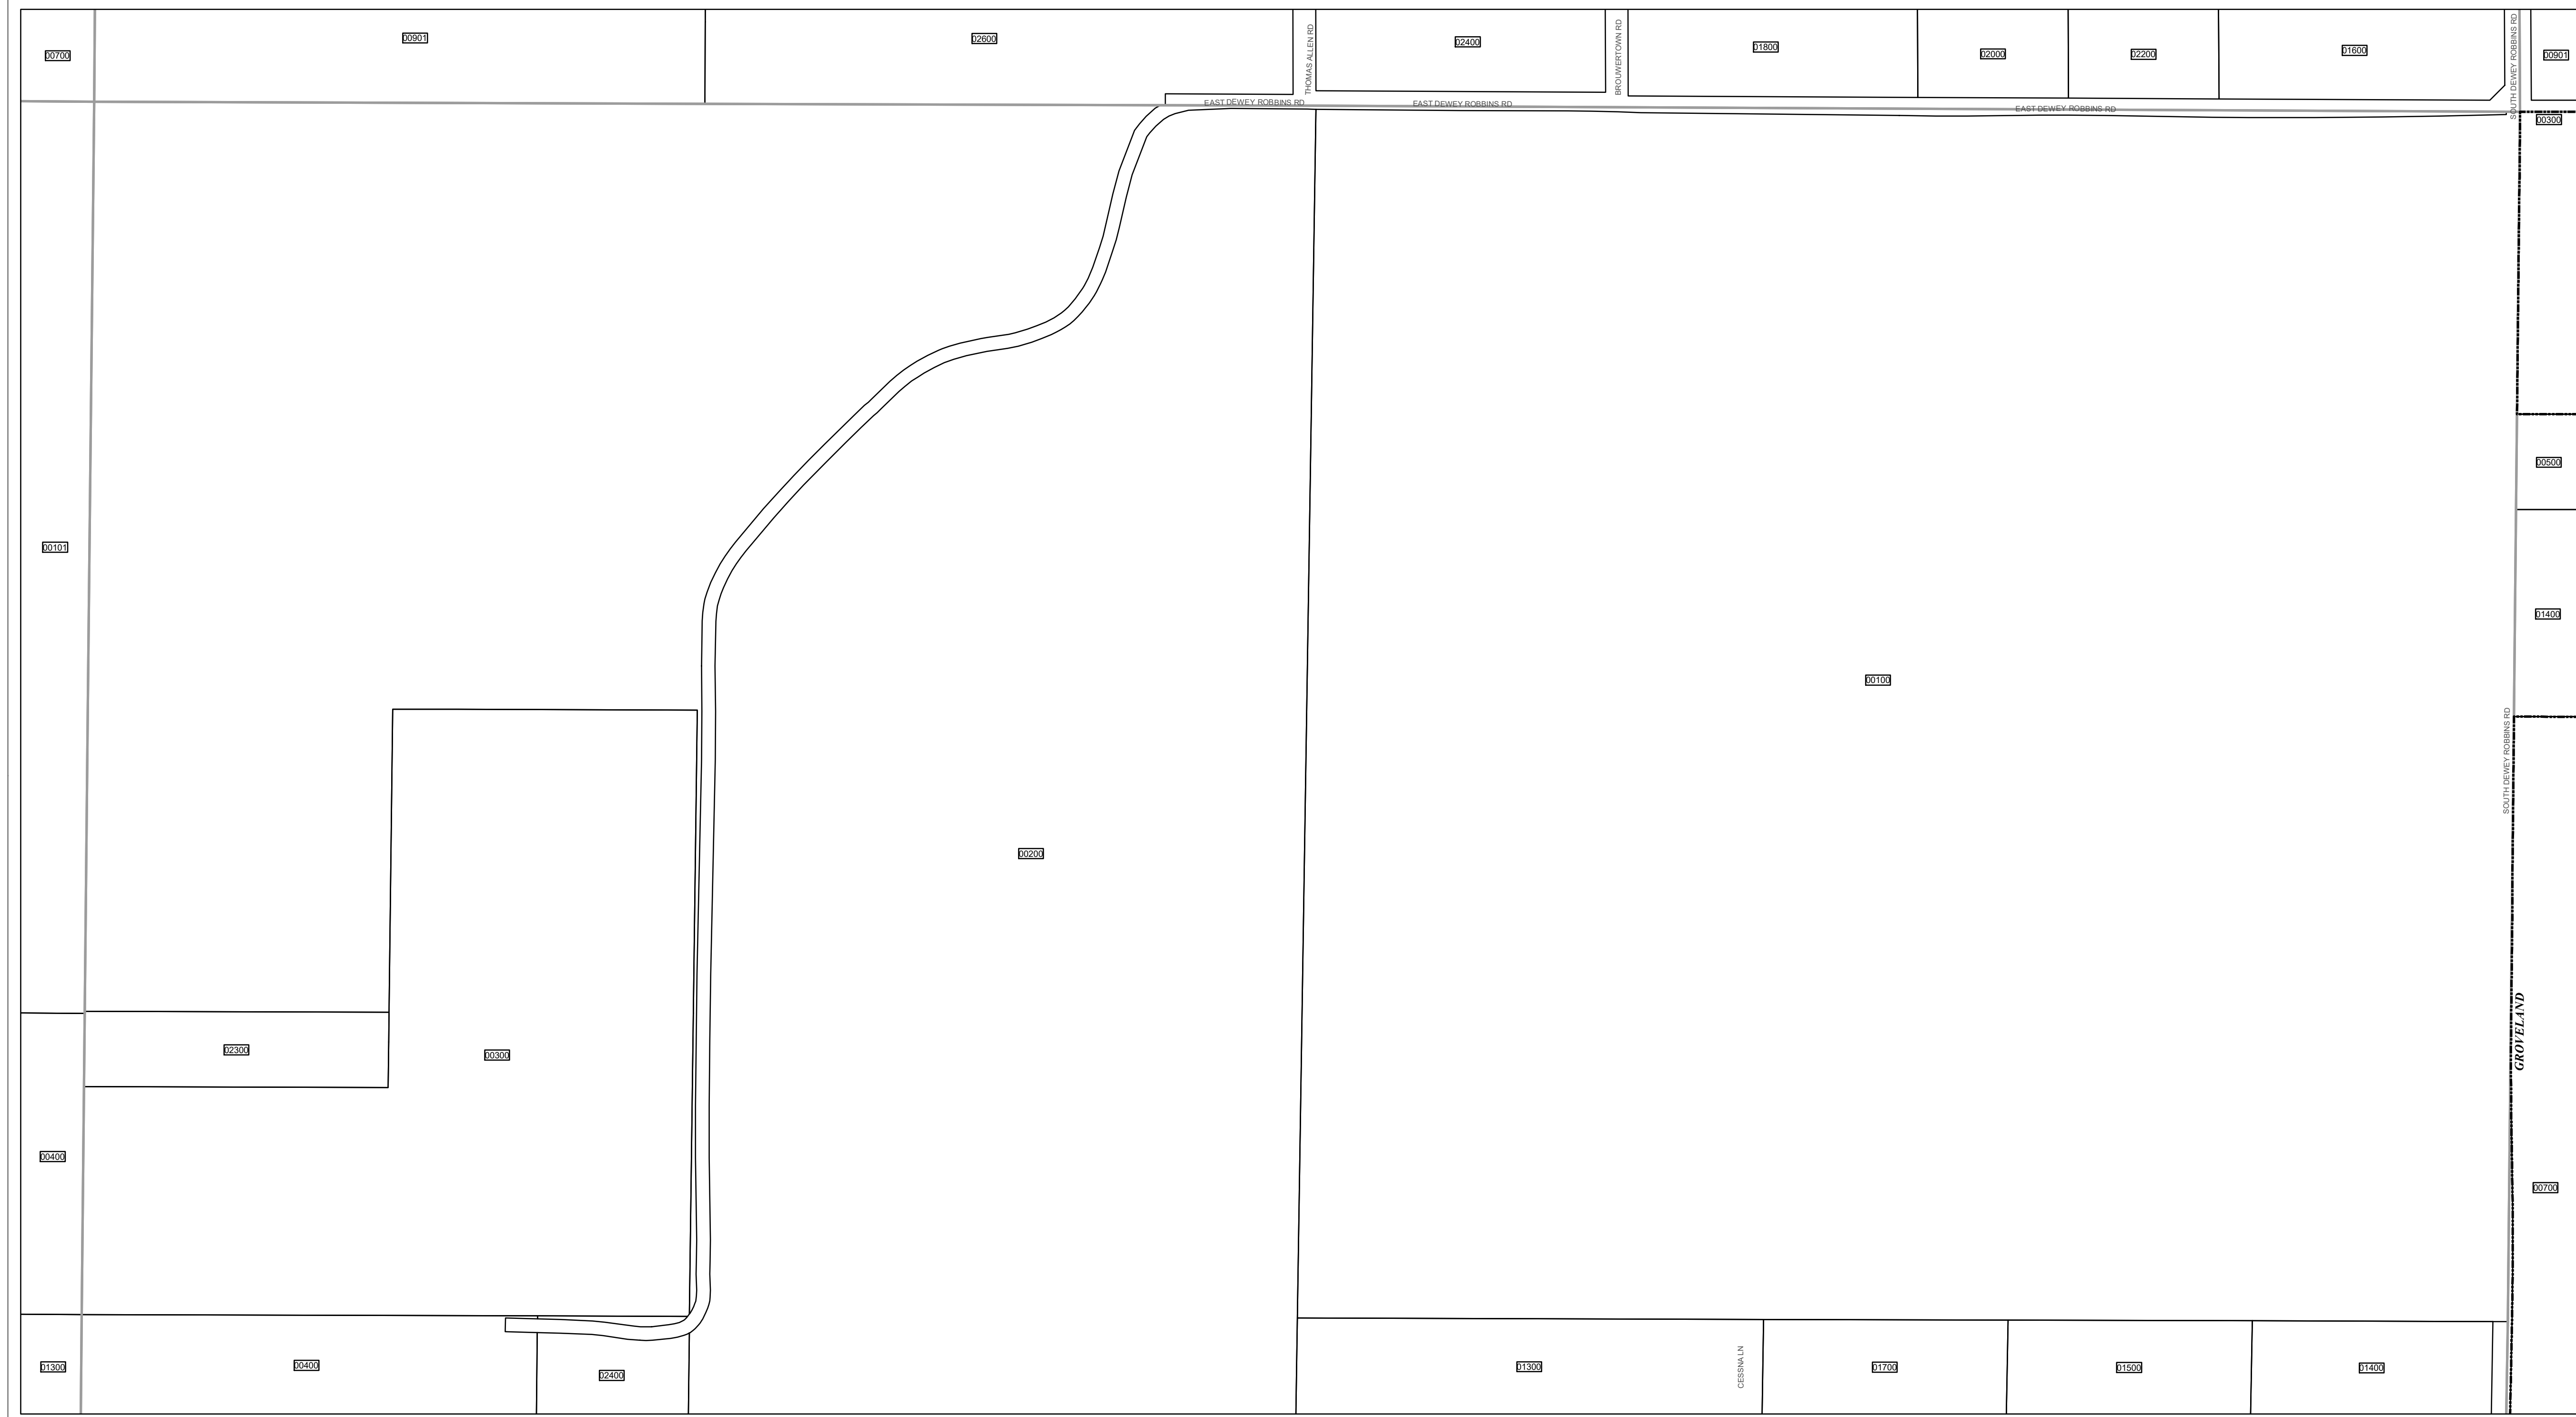 00700
00901
02600
THOMAS ALLEN RD
02400
BROUWERTOWN RD
01800
02000
02200
01600
SOUTH DEWEY ROBBINS RD
00901
EAST DEWEY ROBBINS RD
EAST DEWEY ROBBINS RD
EAST DEWEY ROBBINS RD
00300
00500
00101
01400
00100
SOUTH DEWEY ROBBINS RD
00200
02300
00300
GROVELAND
00400
00700
01300
00400
02400
01300
CESSNA LN
01700
01500
01400